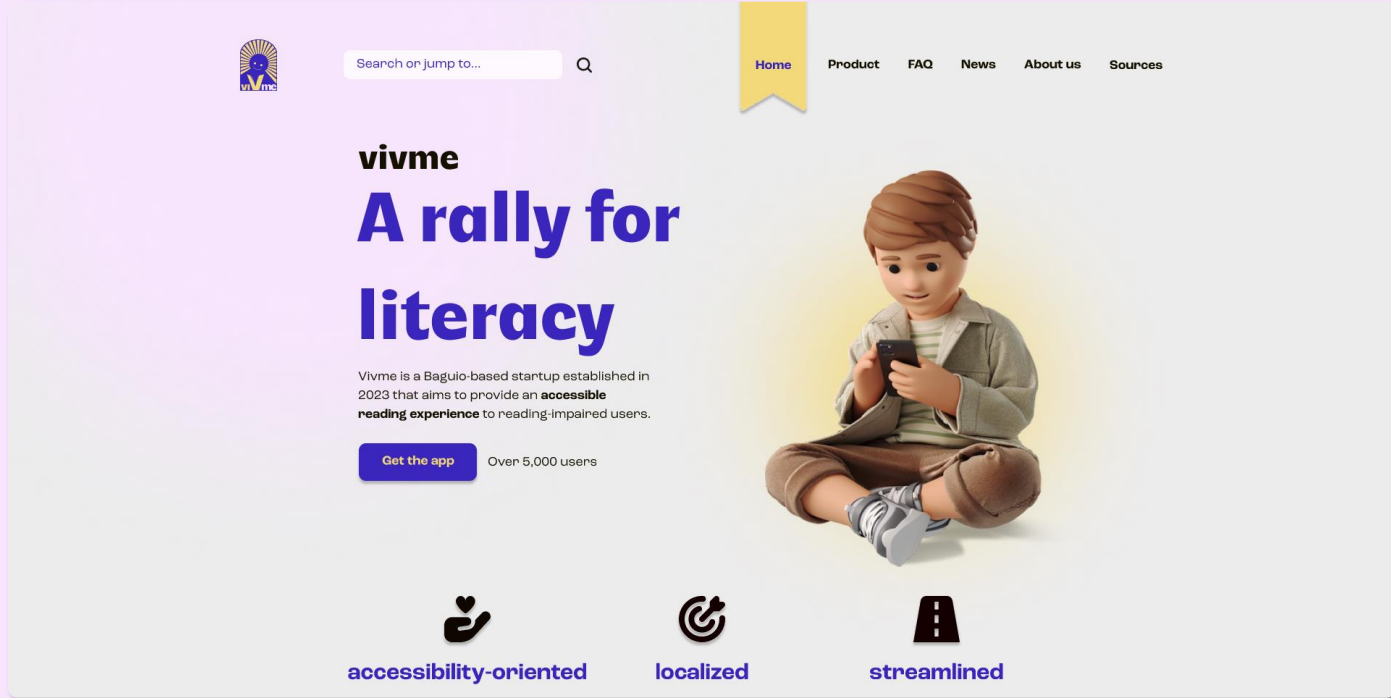 vivme
Search or jump to...
Home
Product
FAQ
News
About us
Sources
vivme
A rally for
literacy
Vivme is a Baguio-based startup established in
2023 that aims to provide an accessible
reading experience to reading-impaired users.
Get the app
Over 5,000 users
accessibility-oriented
localized
streamlined